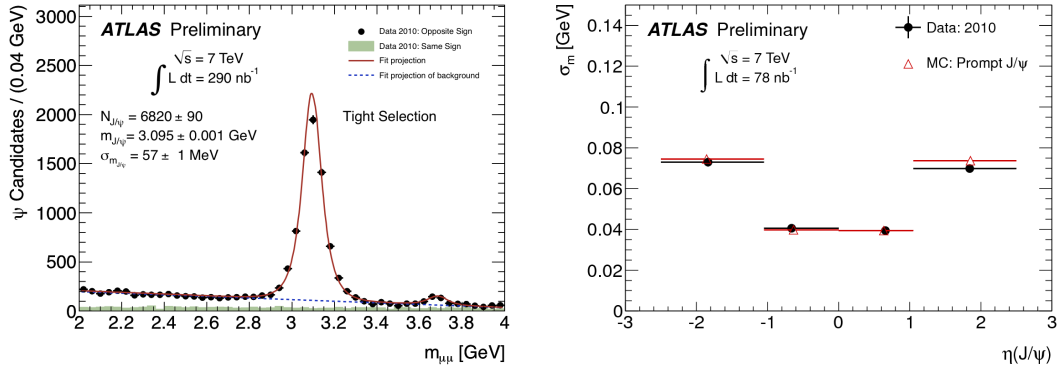 ψ Candidates / (0.04 GeV)
3000
2500
2000
1500
1000
500
0
ATLAS Preliminary
√s = 7 TeV
∫ L dt = 290 nb⁻¹
Data 2010: Opposite Sign
Data 2010: Same Sign
Fit projection
Fit projection of background
N_J/ψ = 6820 ± 90
m_J/ψ = 3.095 ± 0.001 GeV
σ_m_J/ψ = 57 ± 1 MeV
Tight Selection
2 2.2 2.4 2.6 2.8 3 3.2 3.4 3.6 3.8 4
m_μμ [GeV]
σ_m [GeV]
0.14
0.12
0.1
0.08
0.06
0.04
0.02
0
ATLAS Preliminary
√s = 7 TeV
∫ L dt = 78 nb⁻¹
Data: 2010
MC: Prompt J/ψ
-3 -2 -1 0 1 2 3
η(J/ψ)